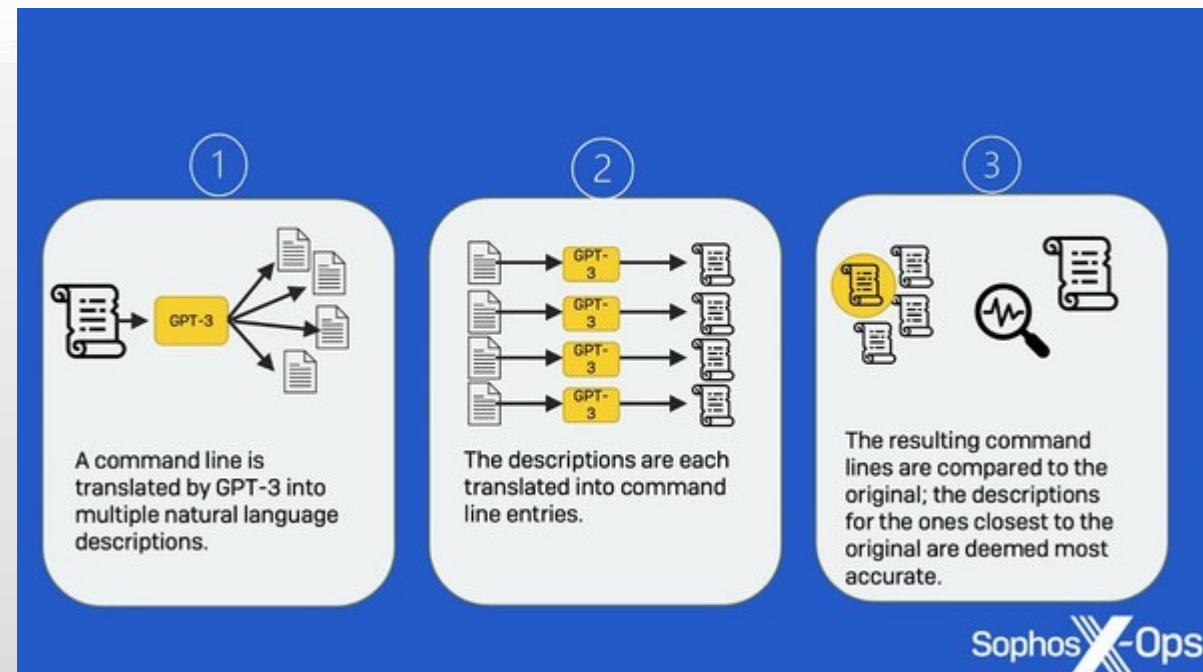 1
GPT-3
A command line is
translated by GPT-3 into
multiple natural language
descriptions.
2
GPT-
3
GPT-
3
GPT-
3
GPT-
3
The descriptions are each
translated into command
line entries.
3
The resulting command
lines are compared to the
original; the descriptions
for the ones closest to the
original are deemed most
accurate.
Sophos X-Ops